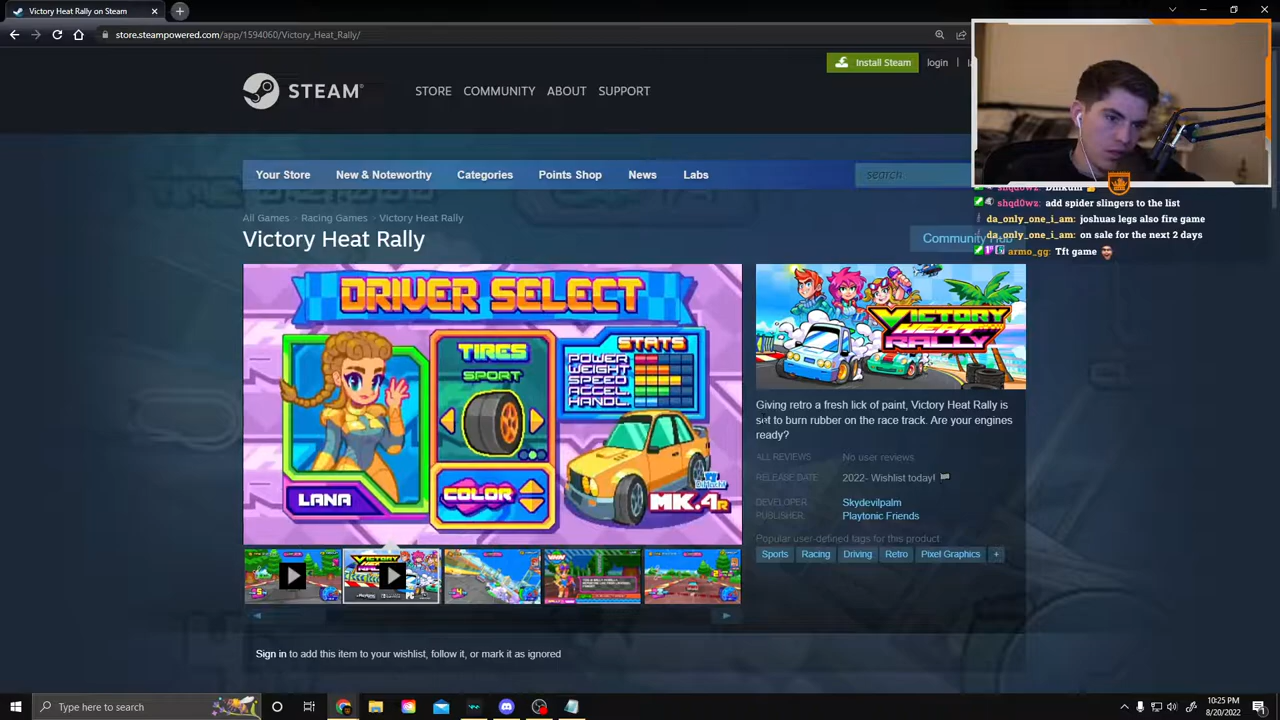 Victory Heat Rally on Steam
store.steampowered.com/app/1594060/Victory_Heat_Rally/
Install Steam
login
STEAM
STORE COMMUNITY ABOUT SUPPORT
Your Store New & Noteworthy Categories Points Shop News Labs
search
All Games > Racing Games > Victory Heat Rally
Victory Heat Rally
Community Hub
shqd0wz: Dinkum
shqd0wz: add spider slingers to the list
da_only_one_i_am: joshuas legs also fire game
da_only_one_i_am: on sale for the next 2 days
armo_gg: Tft game
DRIVER SELECT
TIRES
SPORT
STATS
POWER
WEIGHT
SPEED
ACCEL.
HANDL.
LANA
COLOR
MK.4R
VICTORY
HEAT
RALLY
Giving retro a fresh lick of paint, Victory Heat Rally is
set to burn rubber on the race track. Are your engines
ready?
ALL REVIEWS No user reviews
RELEASE DATE 2022- Wishlist today!
DEVELOPER: Skydevilpalm
PUBLISHER: Playtonic Friends
Popular user-defined tags for this product
Sports Racing Driving Retro Pixel Graphics +
Sign in to add this item to your wishlist, follow it, or mark it as ignored
Type here to search
10:25 PM
8/20/2022